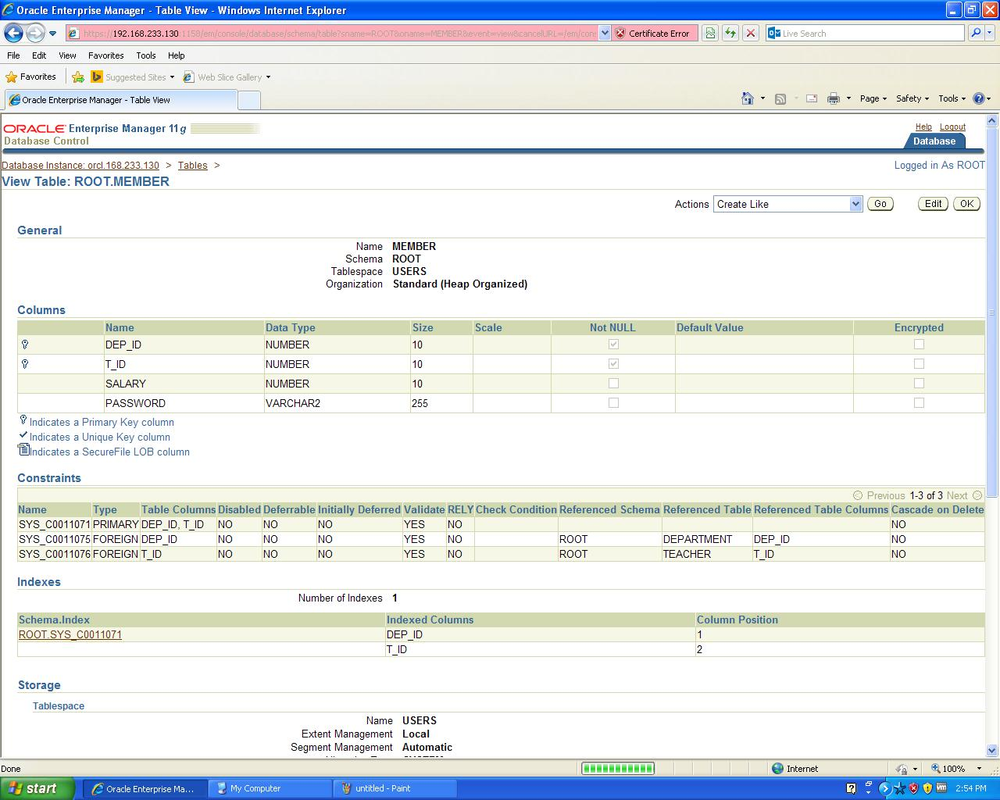 Oracle Enterprise Manager - Table View - Windows Internet Explorer
https://192.168.233.130:1158/em/console/database/schema/table?sname=ROOT&oname=MEMBER&event=view&cancelURL=/em/con Certificate Error Live Search
File Edit View Favorites Tools Help
Favorites Suggested Sites Web Slice Gallery
Oracle Enterprise Manager - Table View Page Safety Tools
ORACLE Enterprise Manager 11g Help Logout
Database Control Database
Database Instance: orcl.168.233.130 > Tables > Logged in As ROOT
View Table: ROOT.MEMBER
Actions Create Like Go Edit OK
General
Name MEMBER
Schema ROOT
Tablespace USERS
Organization Standard (Heap Organized)
Columns
Name Data Type Size Scale Not NULL Default Value Encrypted
DEP_ID NUMBER 10
T_ID NUMBER 10
SALARY NUMBER 10
PASSWORD VARCHAR2 255
Indicates a Primary Key column
Indicates a Unique Key column
Indicates a SecureFile LOB column
Constraints
Previous 1-3 of 3 Next
Name Type Table Columns Disabled Deferrable Initially Deferred Validate RELY Check Condition Referenced Schema Referenced Table Referenced Table Columns Cascade on Delete
SYS_C0011071 PRIMARY DEP_ID, T_ID NO NO NO YES NO NO
SYS_C0011075 FOREIGN DEP_ID NO NO NO YES NO ROOT DEPARTMENT DEP_ID NO
SYS_C0011076 FOREIGN T_ID NO NO NO YES NO ROOT TEACHER T_ID NO
Indexes
Number of Indexes 1
Schema.Index Indexed Columns Column Position
ROOT.SYS_C0011071 DEP_ID 1
T_ID 2
Storage
Tablespace
Name USERS
Extent Management Local
Segment Management Automatic
Done Internet 100%
start Oracle Enterprise Ma... My Computer untitled - Paint 2:54 PM